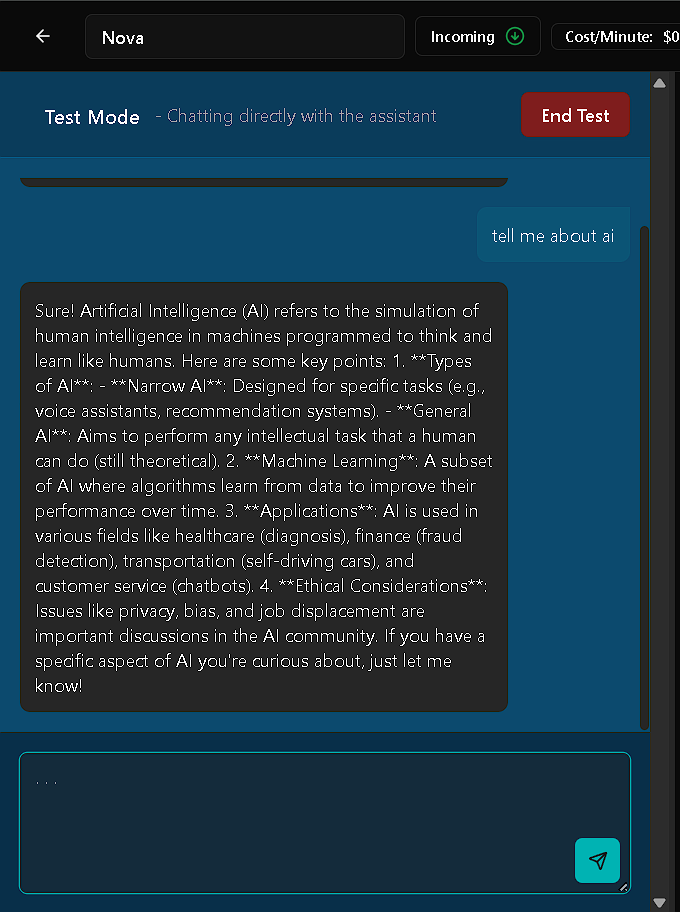 Nova
Incoming
Cost/Minute: $0
Test Mode - Chatting directly with the assistant
End Test
tell me about ai
Sure! Artificial Intelligence (AI) refers to the simulation of
human intelligence in machines programmed to think and
learn like humans. Here are some key points: 1. **Types
of AI**: - **Narrow AI**: Designed for specific tasks (e.g.,
voice assistants, recommendation systems). - **General
AI**: Aims to perform any intellectual task that a human
can do (still theoretical). 2. **Machine Learning**: A subset
of AI where algorithms learn from data to improve their
performance over time. 3. **Applications**: AI is used in
various fields like healthcare (diagnosis), finance (fraud
detection), transportation (self-driving cars), and
customer service (chatbots). 4. **Ethical Considerations**:
Issues like privacy, bias, and job displacement are
important discussions in the AI community. If you have a
specific aspect of AI you're curious about, just let me
know!
...